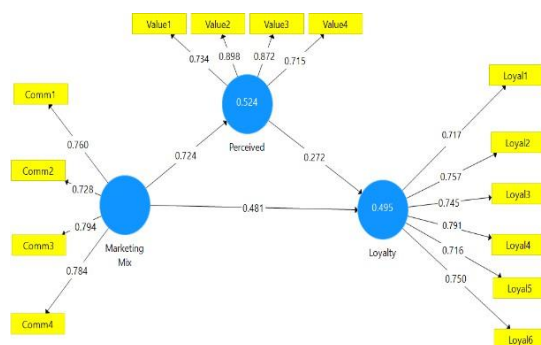 Value1
Value2
Value3
Value4
0.734
0.898
0.872
0.715
Comm1
Loyal1
0.524
0.760
Perceived
0.717
Comm2
0.724
0.272
Loyal2
0.728
0.757
Loyal3
0.745
0.481
0.495
Comm3
0.794
0.791
Loyal4
Marketing
Mix
0.784
Loyalty
0.716
0.750
Loyal5
Comm4
Loyal6